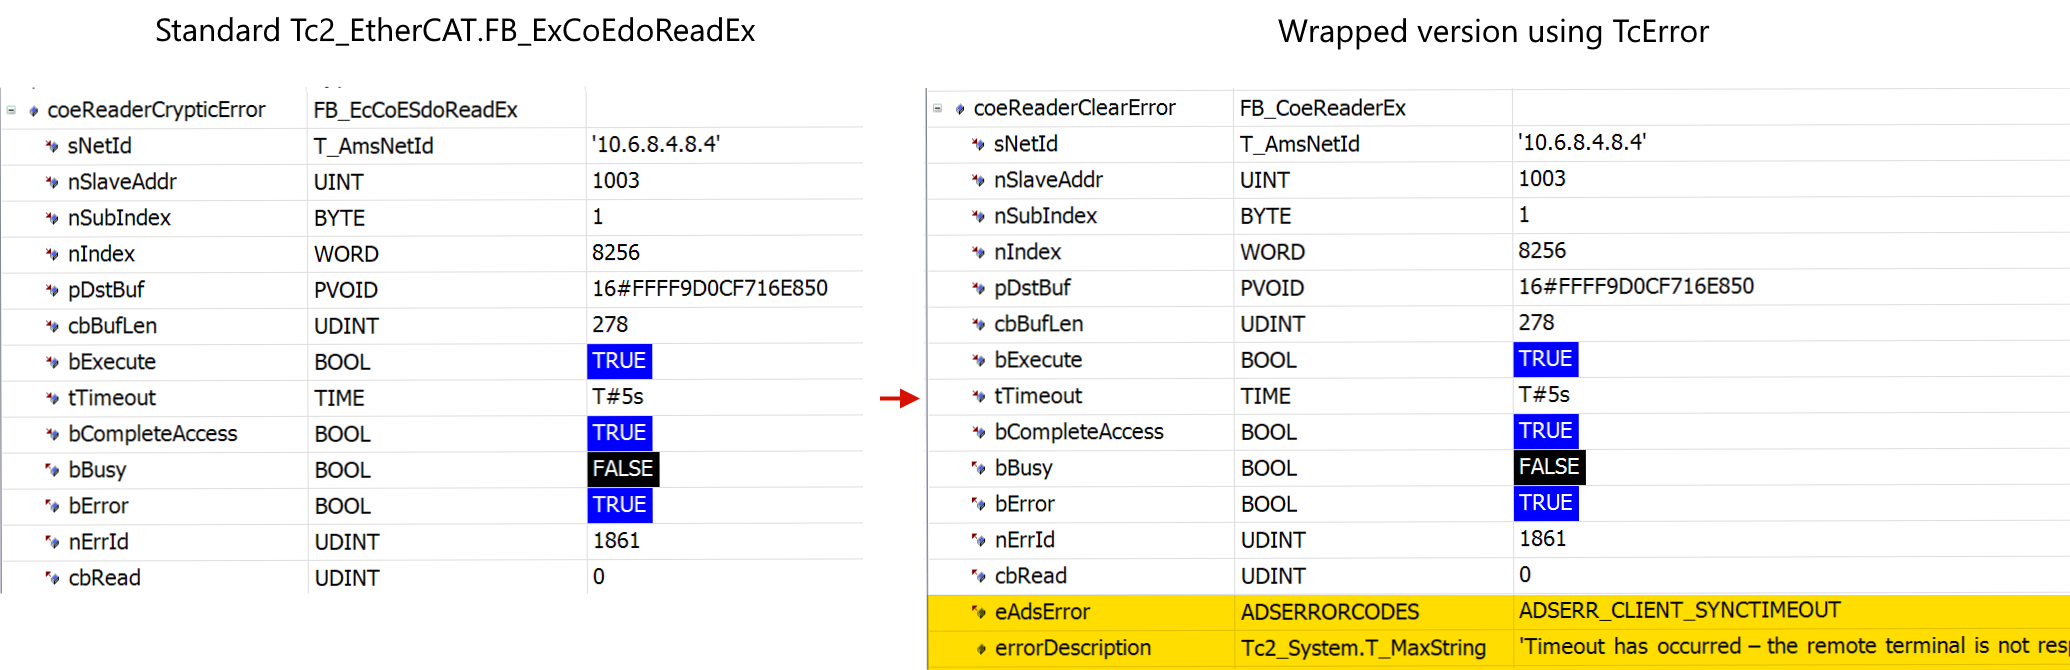 Standard Tc2_EtherCAT.FB_ExCoEdoReadEx
coeReaderCrypticError FB_EcCoESdoReadEx
sNetId T_AmsNetId '10.6.8.4.8.4'
nSlaveAddr UINT 1003
nSubIndex BYTE 1
nIndex WORD 8256
pDstBuf PVOID 16#FFFF9D0CF716E850
cbBufLen UDINT 278
bExecute BOOL TRUE
tTimeout TIME T#5s
bCompleteAccess BOOL TRUE
bBusy BOOL FALSE
bError BOOL TRUE
nErrId UDINT 1861
cbRead UDINT 0
Wrapped version using TcError
coeReaderClearError FB_CoeReaderEx
sNetId T_AmsNetId '10.6.8.4.8.4'
nSlaveAddr UINT 1003
nSubIndex BYTE 1
nIndex WORD 8256
pDstBuf PVOID 16#FFFF9D0CF716E850
cbBufLen UDINT 278
bExecute BOOL TRUE
tTimeout TIME T#5s
bCompleteAccess BOOL TRUE
bBusy BOOL FALSE
bError BOOL TRUE
nErrId UDINT 1861
cbRead UDINT 0
eAdsError ADSERRORCODES ADSERR_CLIENT_SYNCTIMEOUT
errorDescription Tc2_System.T_MaxString 'Timeout has occurred – the remote terminal is not